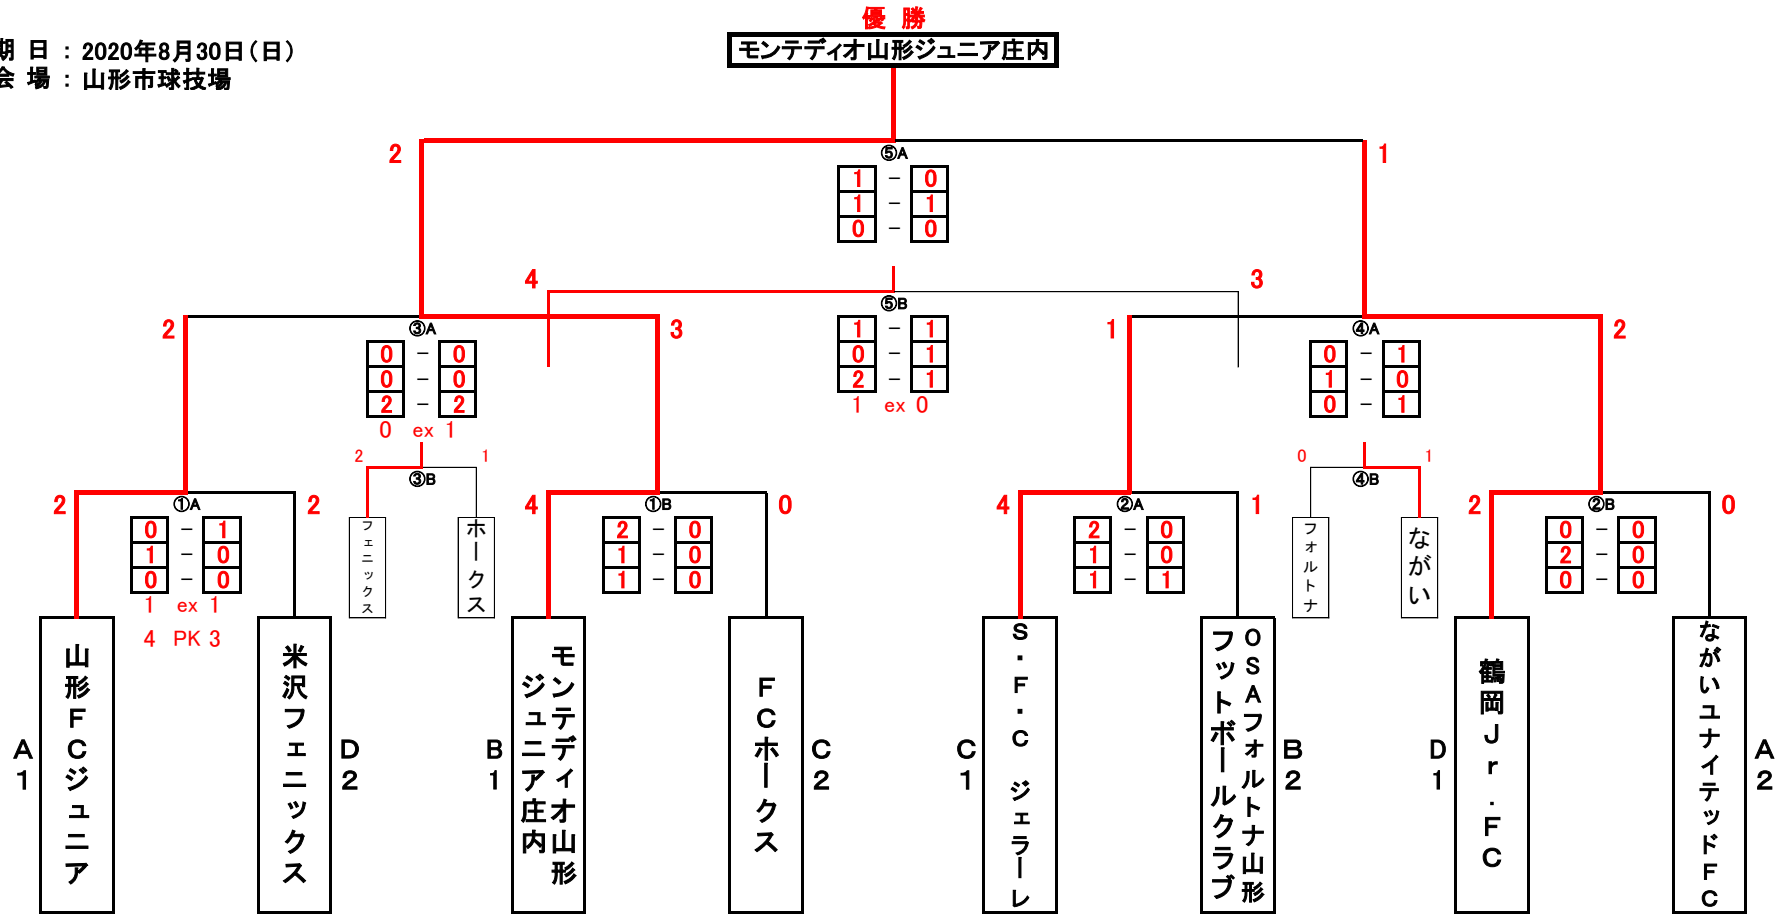 優 勝
期 日 : 2020年8月30日(日)
モンテディオ山形ジュニア庄内
会 場 : 山形市球技場
2 1
⑤A
1 - 0
1 - 1
0 - 0
4 3
⑤B
1 - 1
0 - 1
2 - 1
1 ex 0
2 3
③A
0 - 0
0 - 0
2 - 2
0 ex 1
1 2
④A
0 - 1
1 - 0
0 - 1
2 1
③B
フェニックス
ホークス
0 1
④B
フォルトナ
ながい
2 2
①A
0 - 1
1 - 0
0 - 0
1 ex 1
4 PK 3
4 0
①B
2 - 0
1 - 0
1 - 0
4 1
②A
2 - 0
1 - 0
1 - 1
2 0
②B
0 - 0
2 - 0
0 - 0
A1
山形FCジュニア
米沢フェニックス
D2
B1
モンテディオ山形
ジュニア庄内
FCホークス
C2
C1
S・F・C ジェラーレ
OSAフォルトナ山形
フットボールクラブ
B2
D1
鶴岡Jr.FC
ながいユナイテッドFC
A2